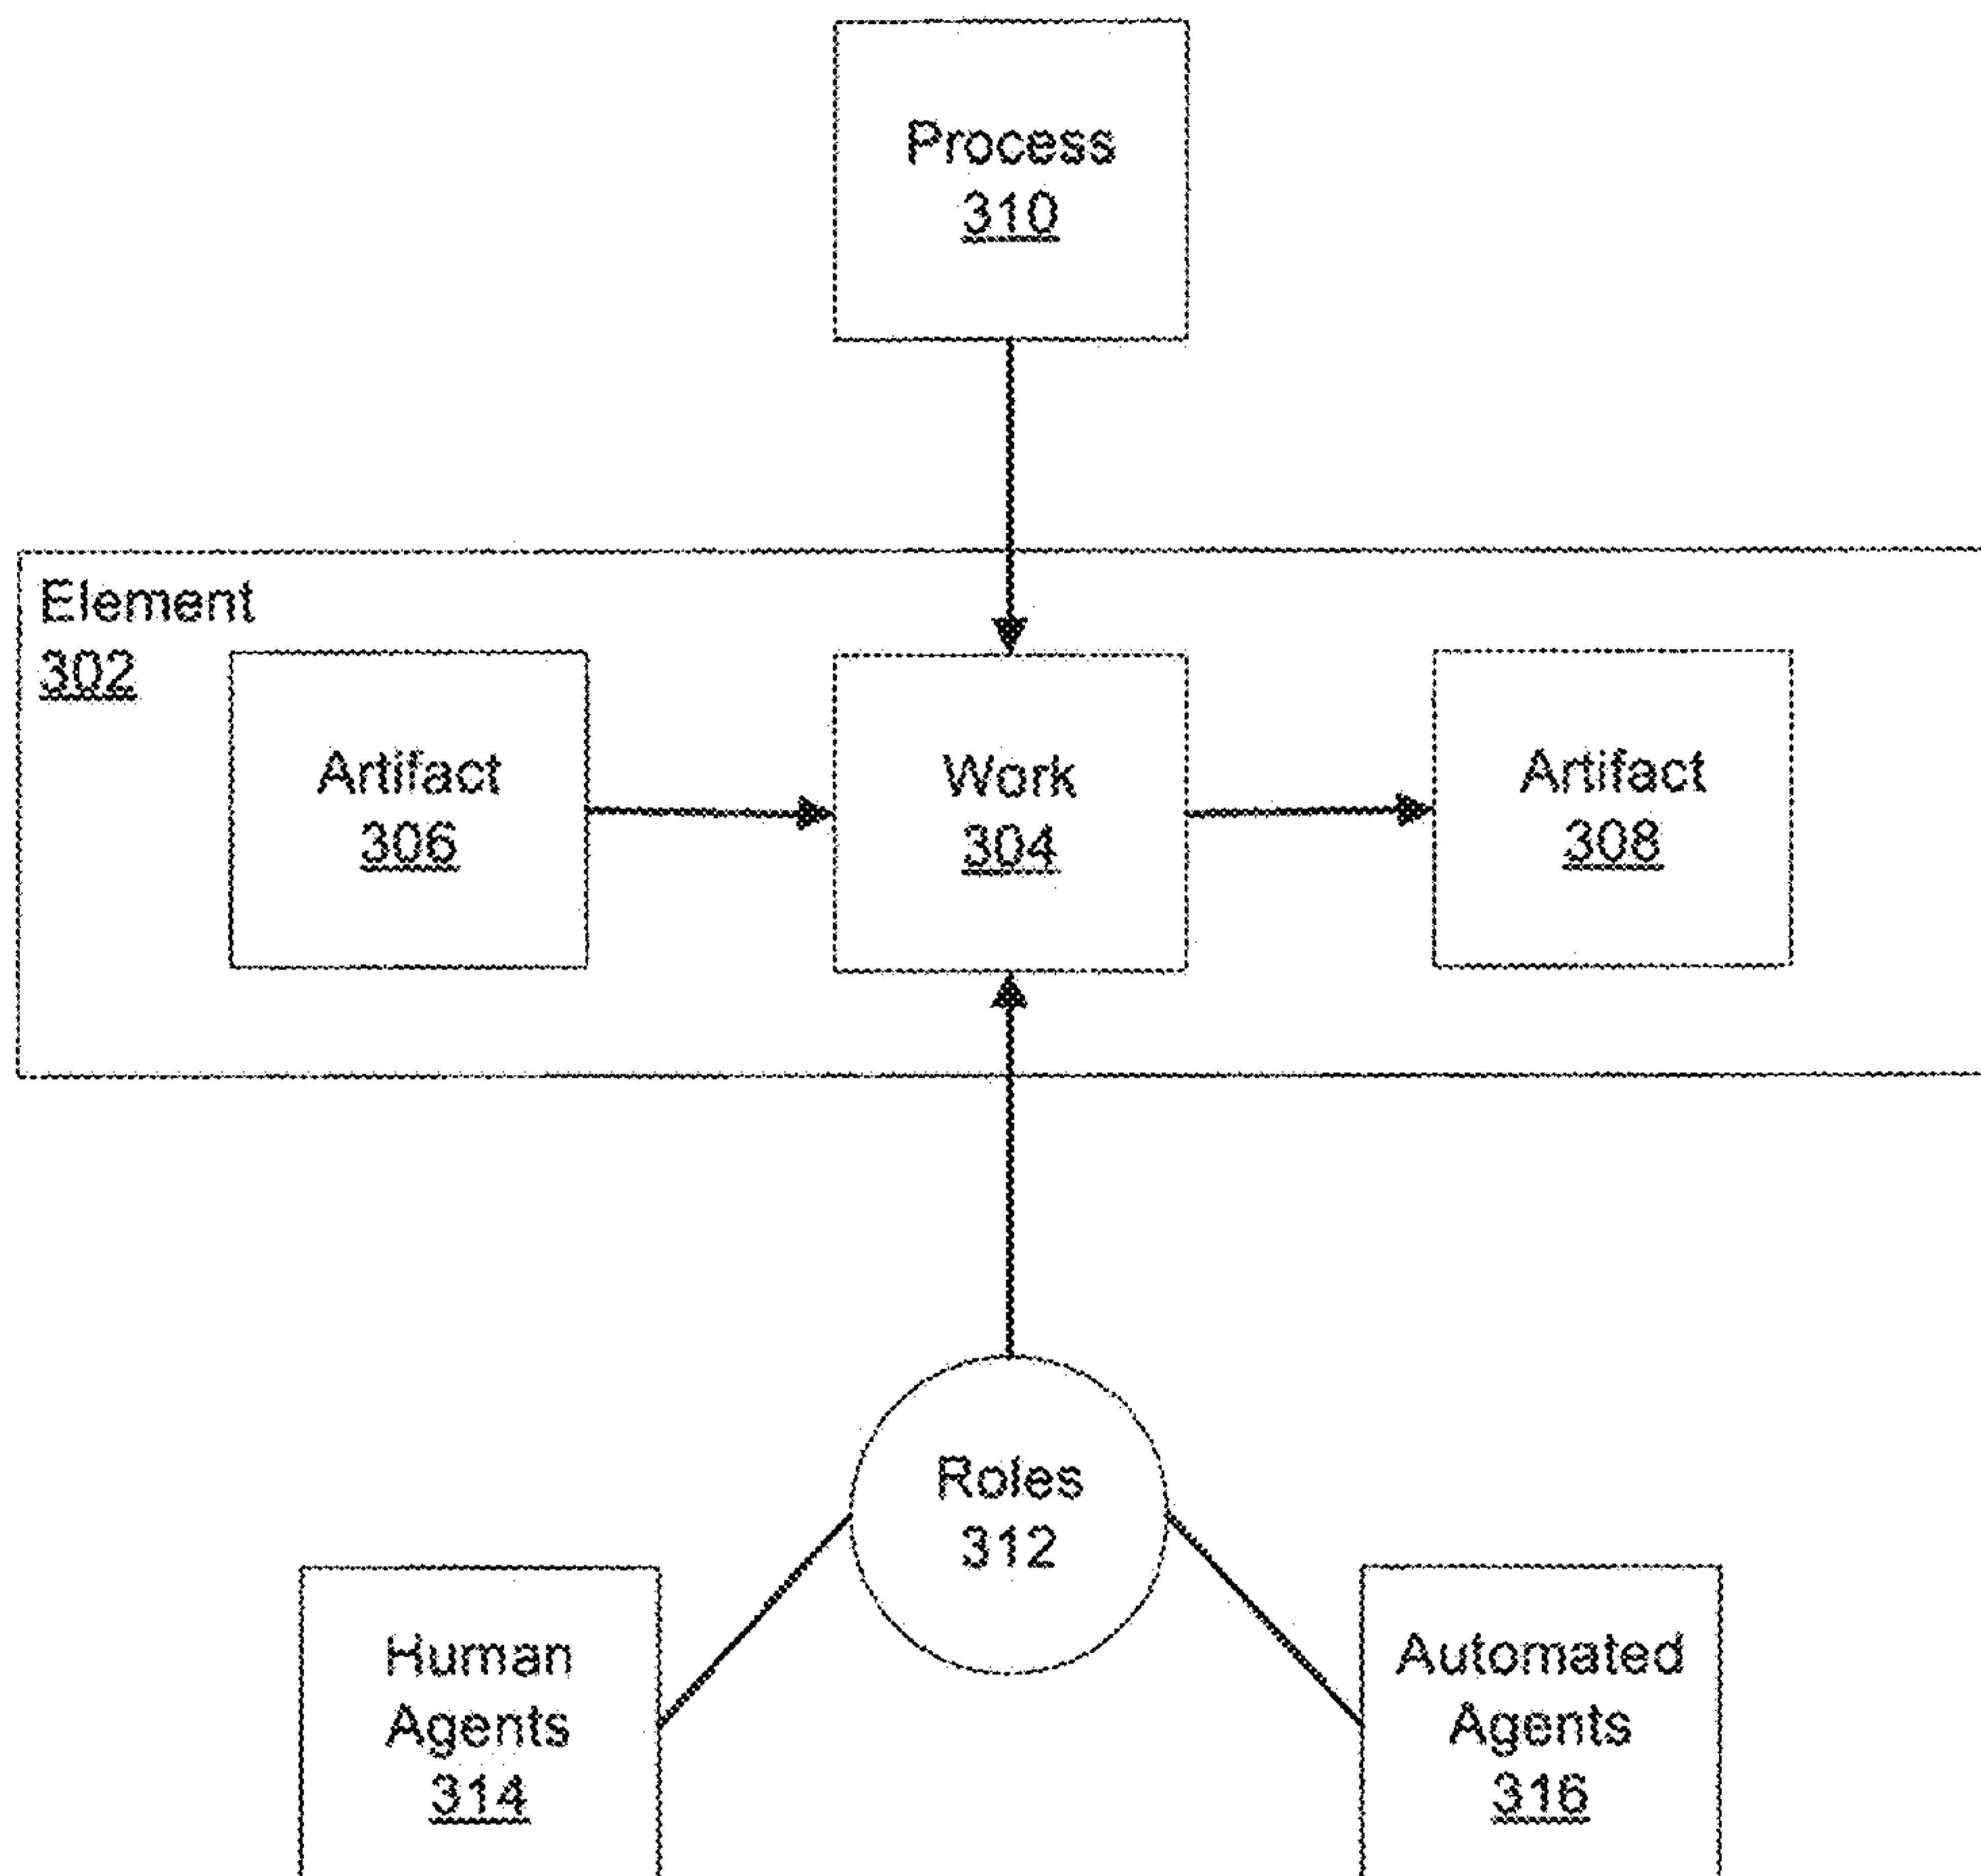 Process
310
Element
302
Artifact
306
Work
304
Artifact
308
Roles
312
Human
Agents
314
Automated
Agents
316